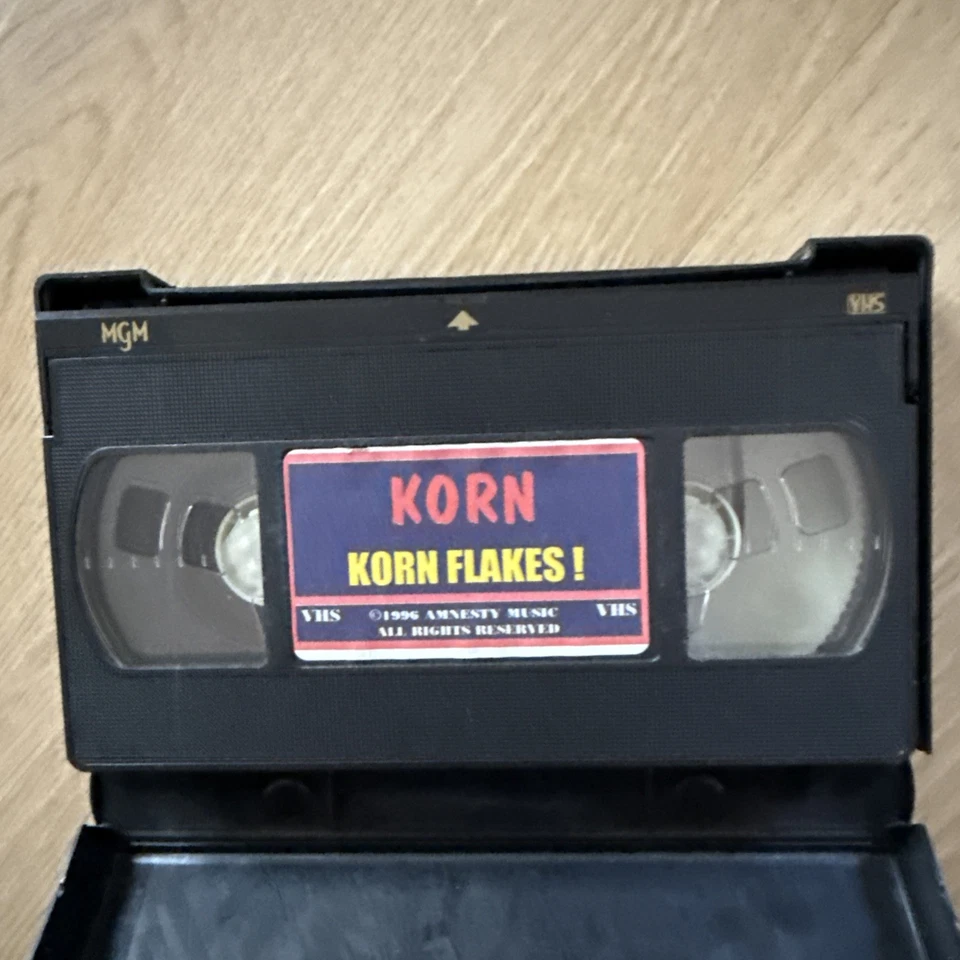 MGM
VHS
KORN
KORN FLAKES !
VHS ©1996 AMNESTY MUSIC VHS
ALL RIGHTS RESERVED